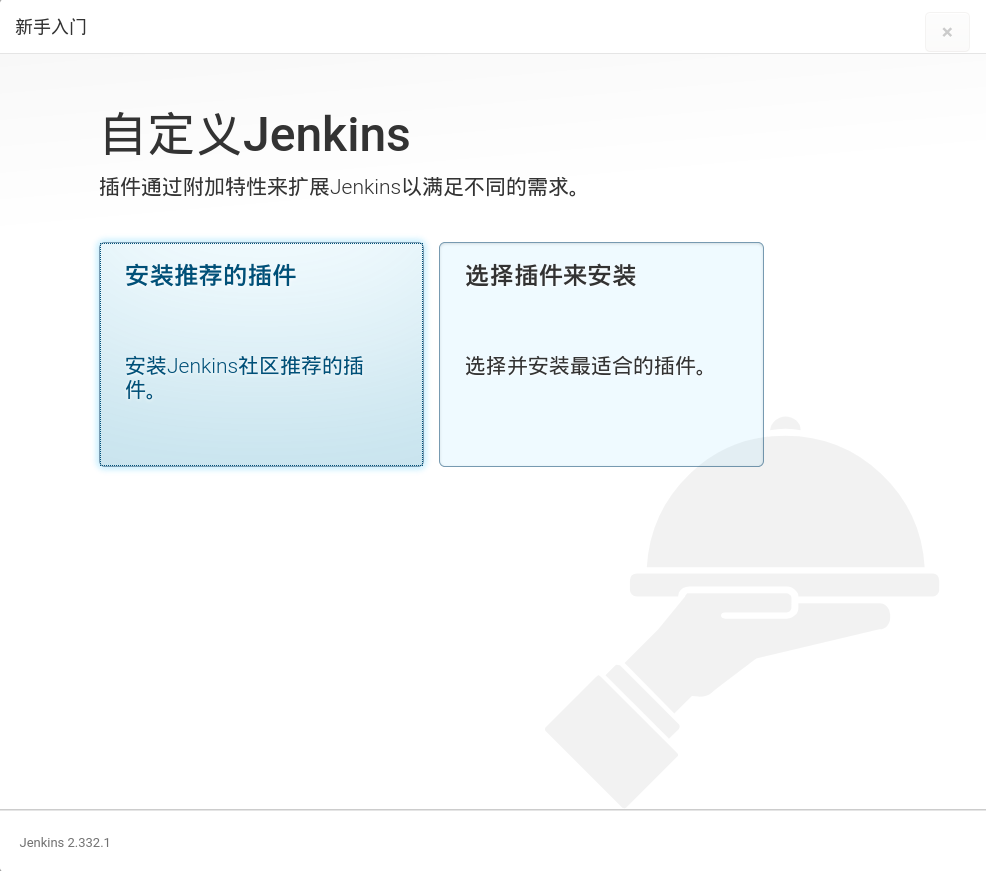 新手入门
×
自定义Jenkins
插件通过附加特性来扩展Jenkins以满足不同的需求。
安装推荐的插件
安装Jenkins社区推荐的插
件。
选择插件来安装
选择并安装最适合的插件。
Jenkins 2.332.1